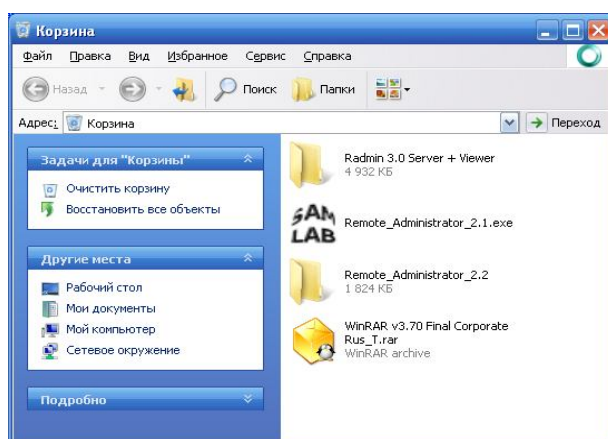 Корзина
Файл Правка Вид Избранное Сервис Справка
Назад Поиск Папки
Адрес: Корзина Переход
Задачи для "Корзины"
Очистить корзину
Восстановить все объекты
Другие места
Рабочий стол
Мои документы
Мой компьютер
Сетевое окружение
Подробно
Radmin 3.0 Server + Viewer
4 932 КБ
SAM
LAB
Remote_Administrator_2.1.exe
Remote_Administrator_2.2
1 824 КБ
WinRAR v3.70 Final Corporate
Rus_T.rar
WinRAR archive